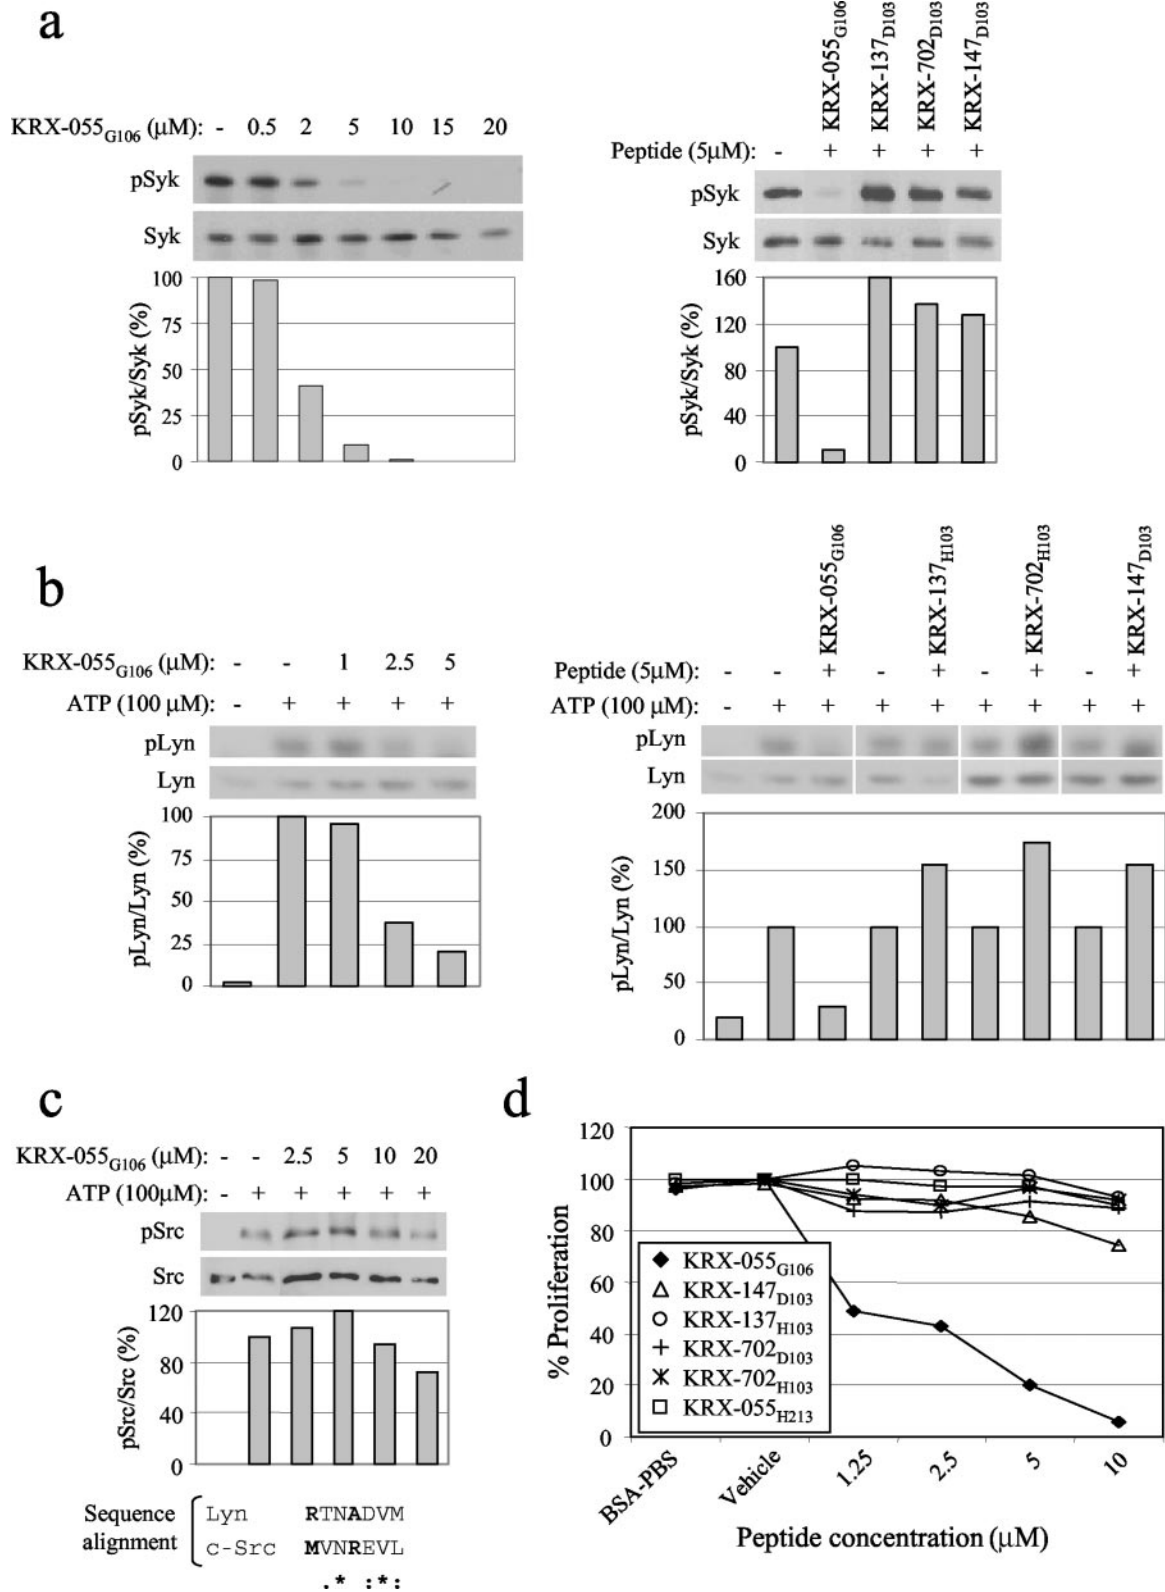 a
KRX-055G106 (μM): - 0.5 2 5 10 15 20
pSyk
Syk
pSyk/Syk (%)
100
75
50
25
0
KRX-055G106
KRX-137D103
KRX-702D103
KRX-147D103
Peptide (5μM): - + + + +
pSyk
Syk
pSyk/Syk (%)
160
120
80
40
0
b
KRX-055G106 (μM): - - 1 2.5 5
ATP (100 μM): - + + + +
pLyn
Lyn
pLyn/Lyn (%)
100
75
50
25
0
KRX-055G106
KRX-137H103
KRX-702H103
KRX-147D103
Peptide (5μM): - - + - + - + - +
ATP (100 μM): - + + + + + + + +
pLyn
Lyn
pLyn/Lyn (%)
200
150
100
50
0
c
KRX-055G106 (μM): - - 2.5 5 10 20
ATP (100μM): - + + + + +
pSrc
Src
pSrc/Src (%)
120
80
40
0
Sequence alignment
Lyn RTNADVM
c-Src MVNREVL
.* :*:
d
% Proliferation
120
100
80
60
40
20
0
KRX-055G106
KRX-147D103
KRX-137H103
KRX-702D103
KRX-702H103
KRX-055H213
BSA-PBS Vehicle 1.25 2.5 5 10
Peptide concentration (μM)